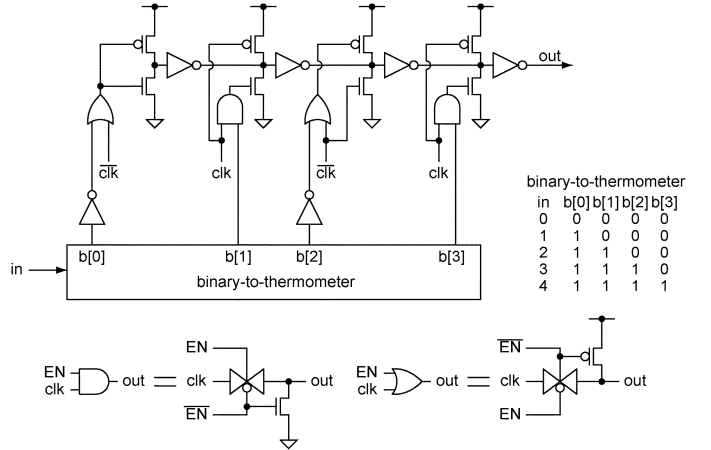 out
clk
clk
clk
clk
b[0] b[1] b[2] b[3]
in
binary-to-thermometer
binary-to-thermometer
in b[0] b[1] b[2] b[3]
0 0 0 0 0
1 1 0 0 0
2 1 1 0 0
3 1 1 1 0
4 1 1 1 1
EN
clk
out
EN
clk
EN
out
EN
clk
out
EN
clk
EN
out